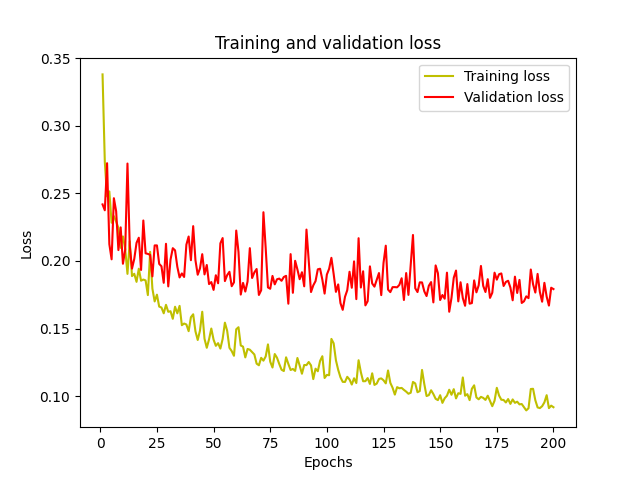 Training and validation loss
Training loss
Validation loss
Loss
0.35
0.30
0.25
0.20
0.15
0.10
0 25 50 75 100 125 150 175 200
Epochs